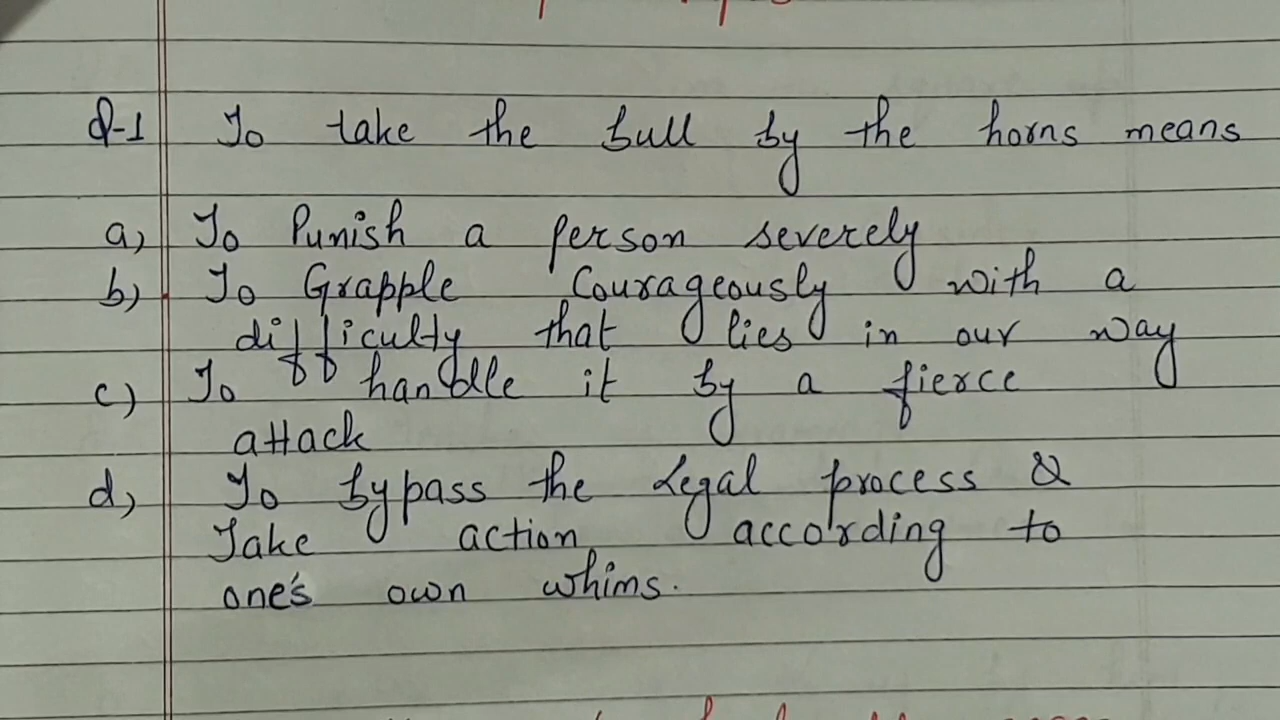 Q-1 To take the bull by the horns means
a) To Punish a person severely
b) To Grapple Courageously with a
difficulty that lies in our way
c) To handle it by a fierce
attack
d) To bypass the Legal process &
Take action according to
one's own whims.